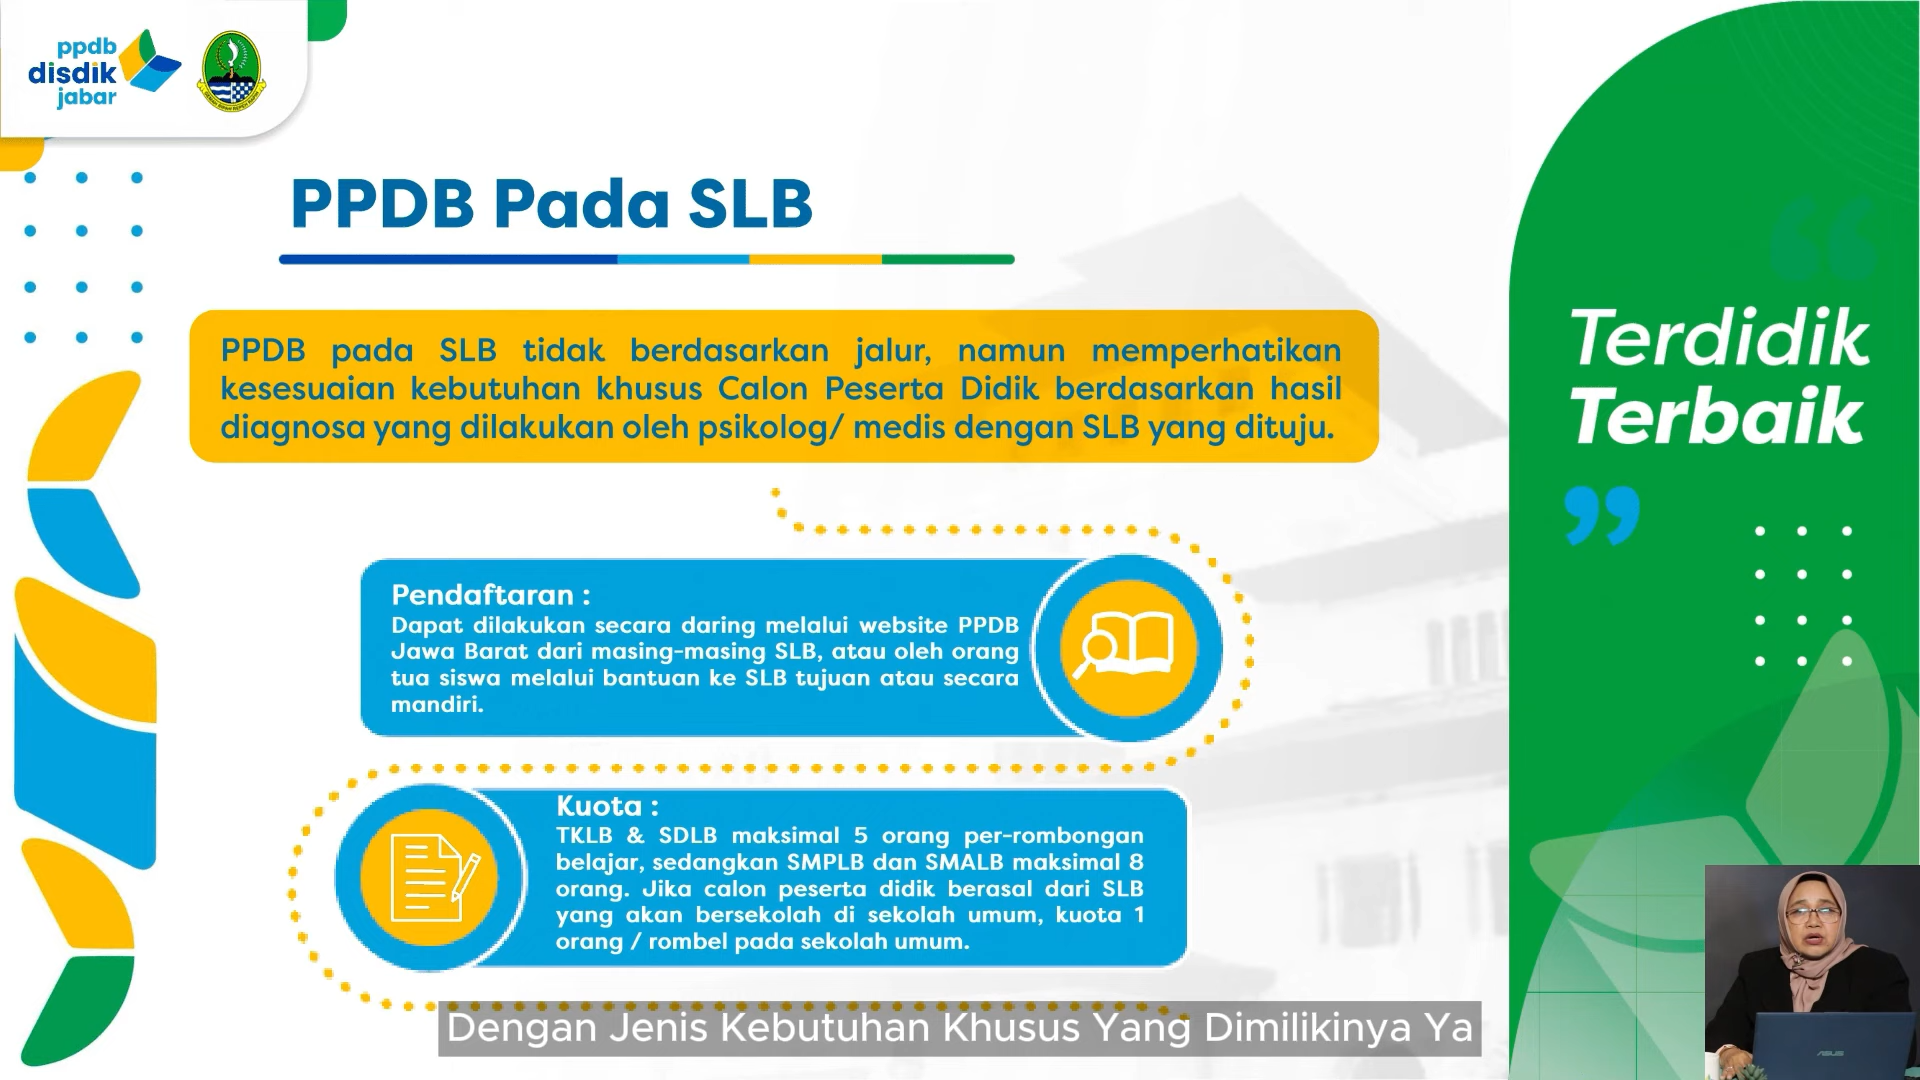 ppdb
disdik
jabar
PPDB Pada SLB
PPDB pada SLB tidak berdasarkan jalur, namun memperhatikan
kesesuaian kebutuhan khusus Calon Peserta Didik berdasarkan hasil
diagnosa yang dilakukan oleh psikolog/ medis dengan SLB yang dituju.
Terdidik
Terbaik
Pendaftaran :
Dapat dilakukan secara daring melalui website PPDB
Jawa Barat dari masing-masing SLB, atau oleh orang
tua siswa melalui bantuan ke SLB tujuan atau secara
mandiri.
Kuota :
TKLB & SDLB maksimal 5 orang per-rombongan
belajar, sedangkan SMPLB dan SMALB maksimal 8
orang. Jika calon peserta didik berasal dari SLB
yang akan bersekolah di sekolah umum, kuota 1
orang / rombel pada sekolah umum.
Dengan Jenis Kebutuhan Khusus Yang Dimilikinya Ya
ASUS